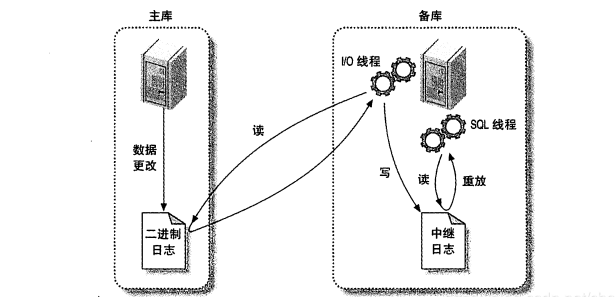 主库
备库
I/O 线程
SQL 线程
数据
更改
读
写
读
重放
二进制
日志
中继
日志